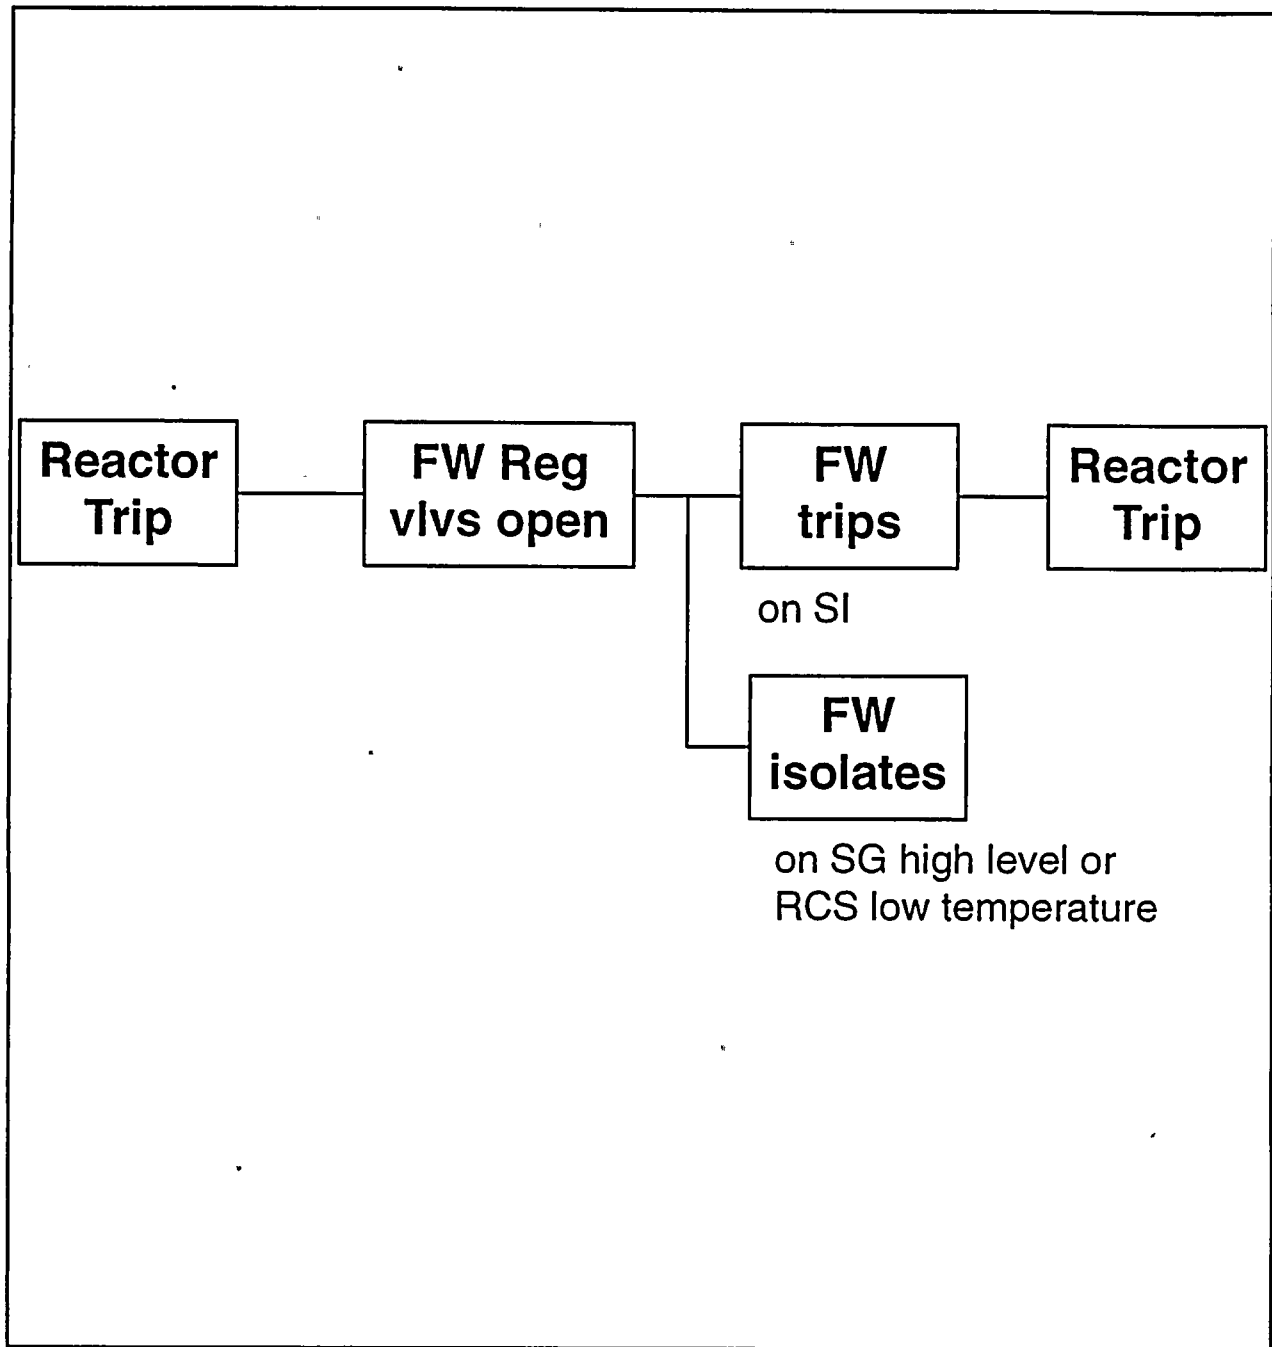 Reactor
Trip
FW Reg
vlvs open
FW
trips
on SI
Reactor
Trip
FW
isolates
on SG high level or
RCS low temperature